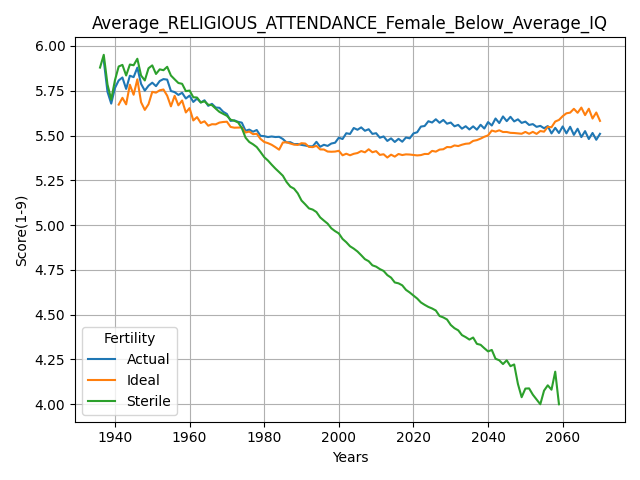 Average_RELIGIOUS_ATTENDANCE_Female_Below_Average_IQ
6.00
5.75
5.50
5.25
5.00
4.75
4.50
4.25
4.00
Score(1-9)
Fertility
Actual
Ideal
Sterile
1940 1960 1980 2000 2020 2040 2060
Years